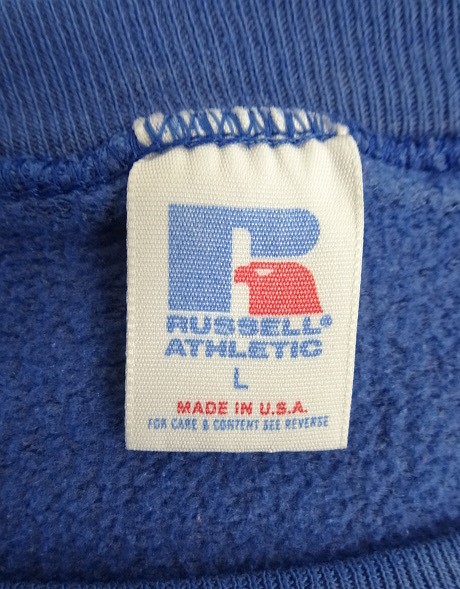 RUSSELL®
ATHLETIC
L
MADE IN U.S.A.
FOR CARE & CONTENT SEE REVERSE